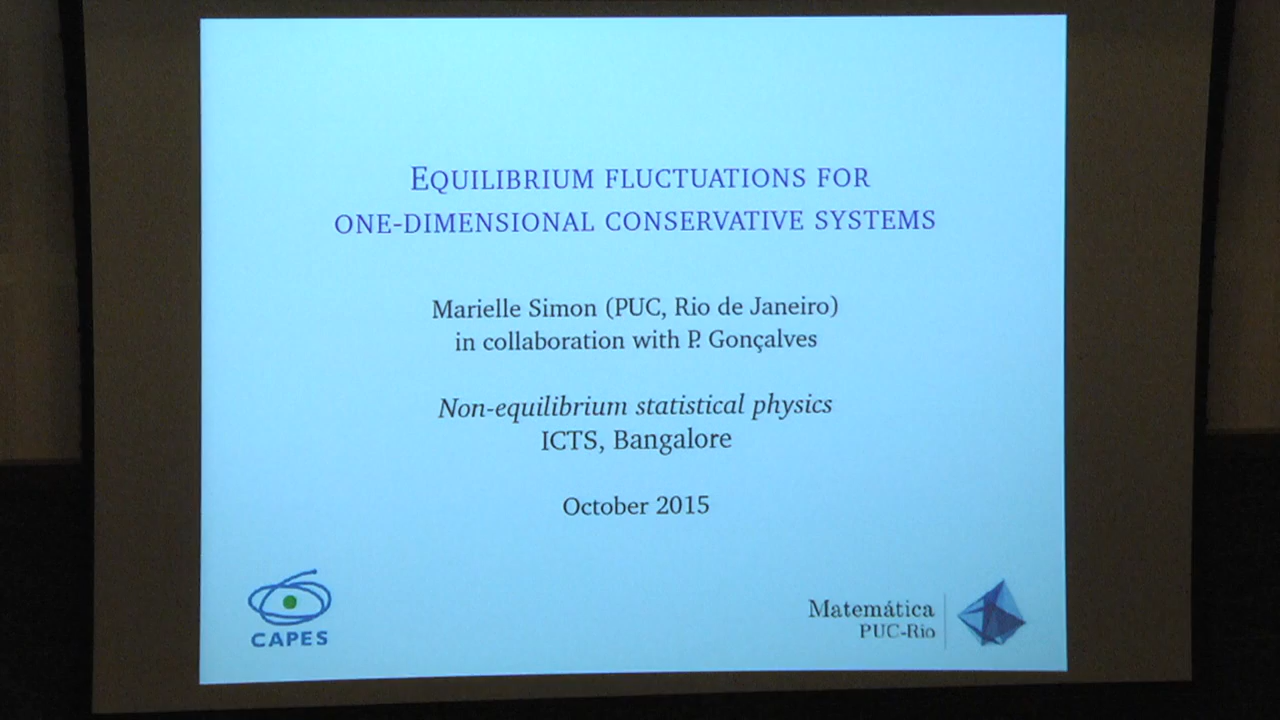 EQUILIBRIUM FLUCTUATIONS FOR
ONE-DIMENSIONAL CONSERVATIVE SYSTEMS
Marielle Simon (PUC, Rio de Janeiro)
in collaboration with P. Gonçalves
Non-equilibrium statistical physics
ICTS, Bangalore
October 2015
CAPES
Matemática
PUC-Rio